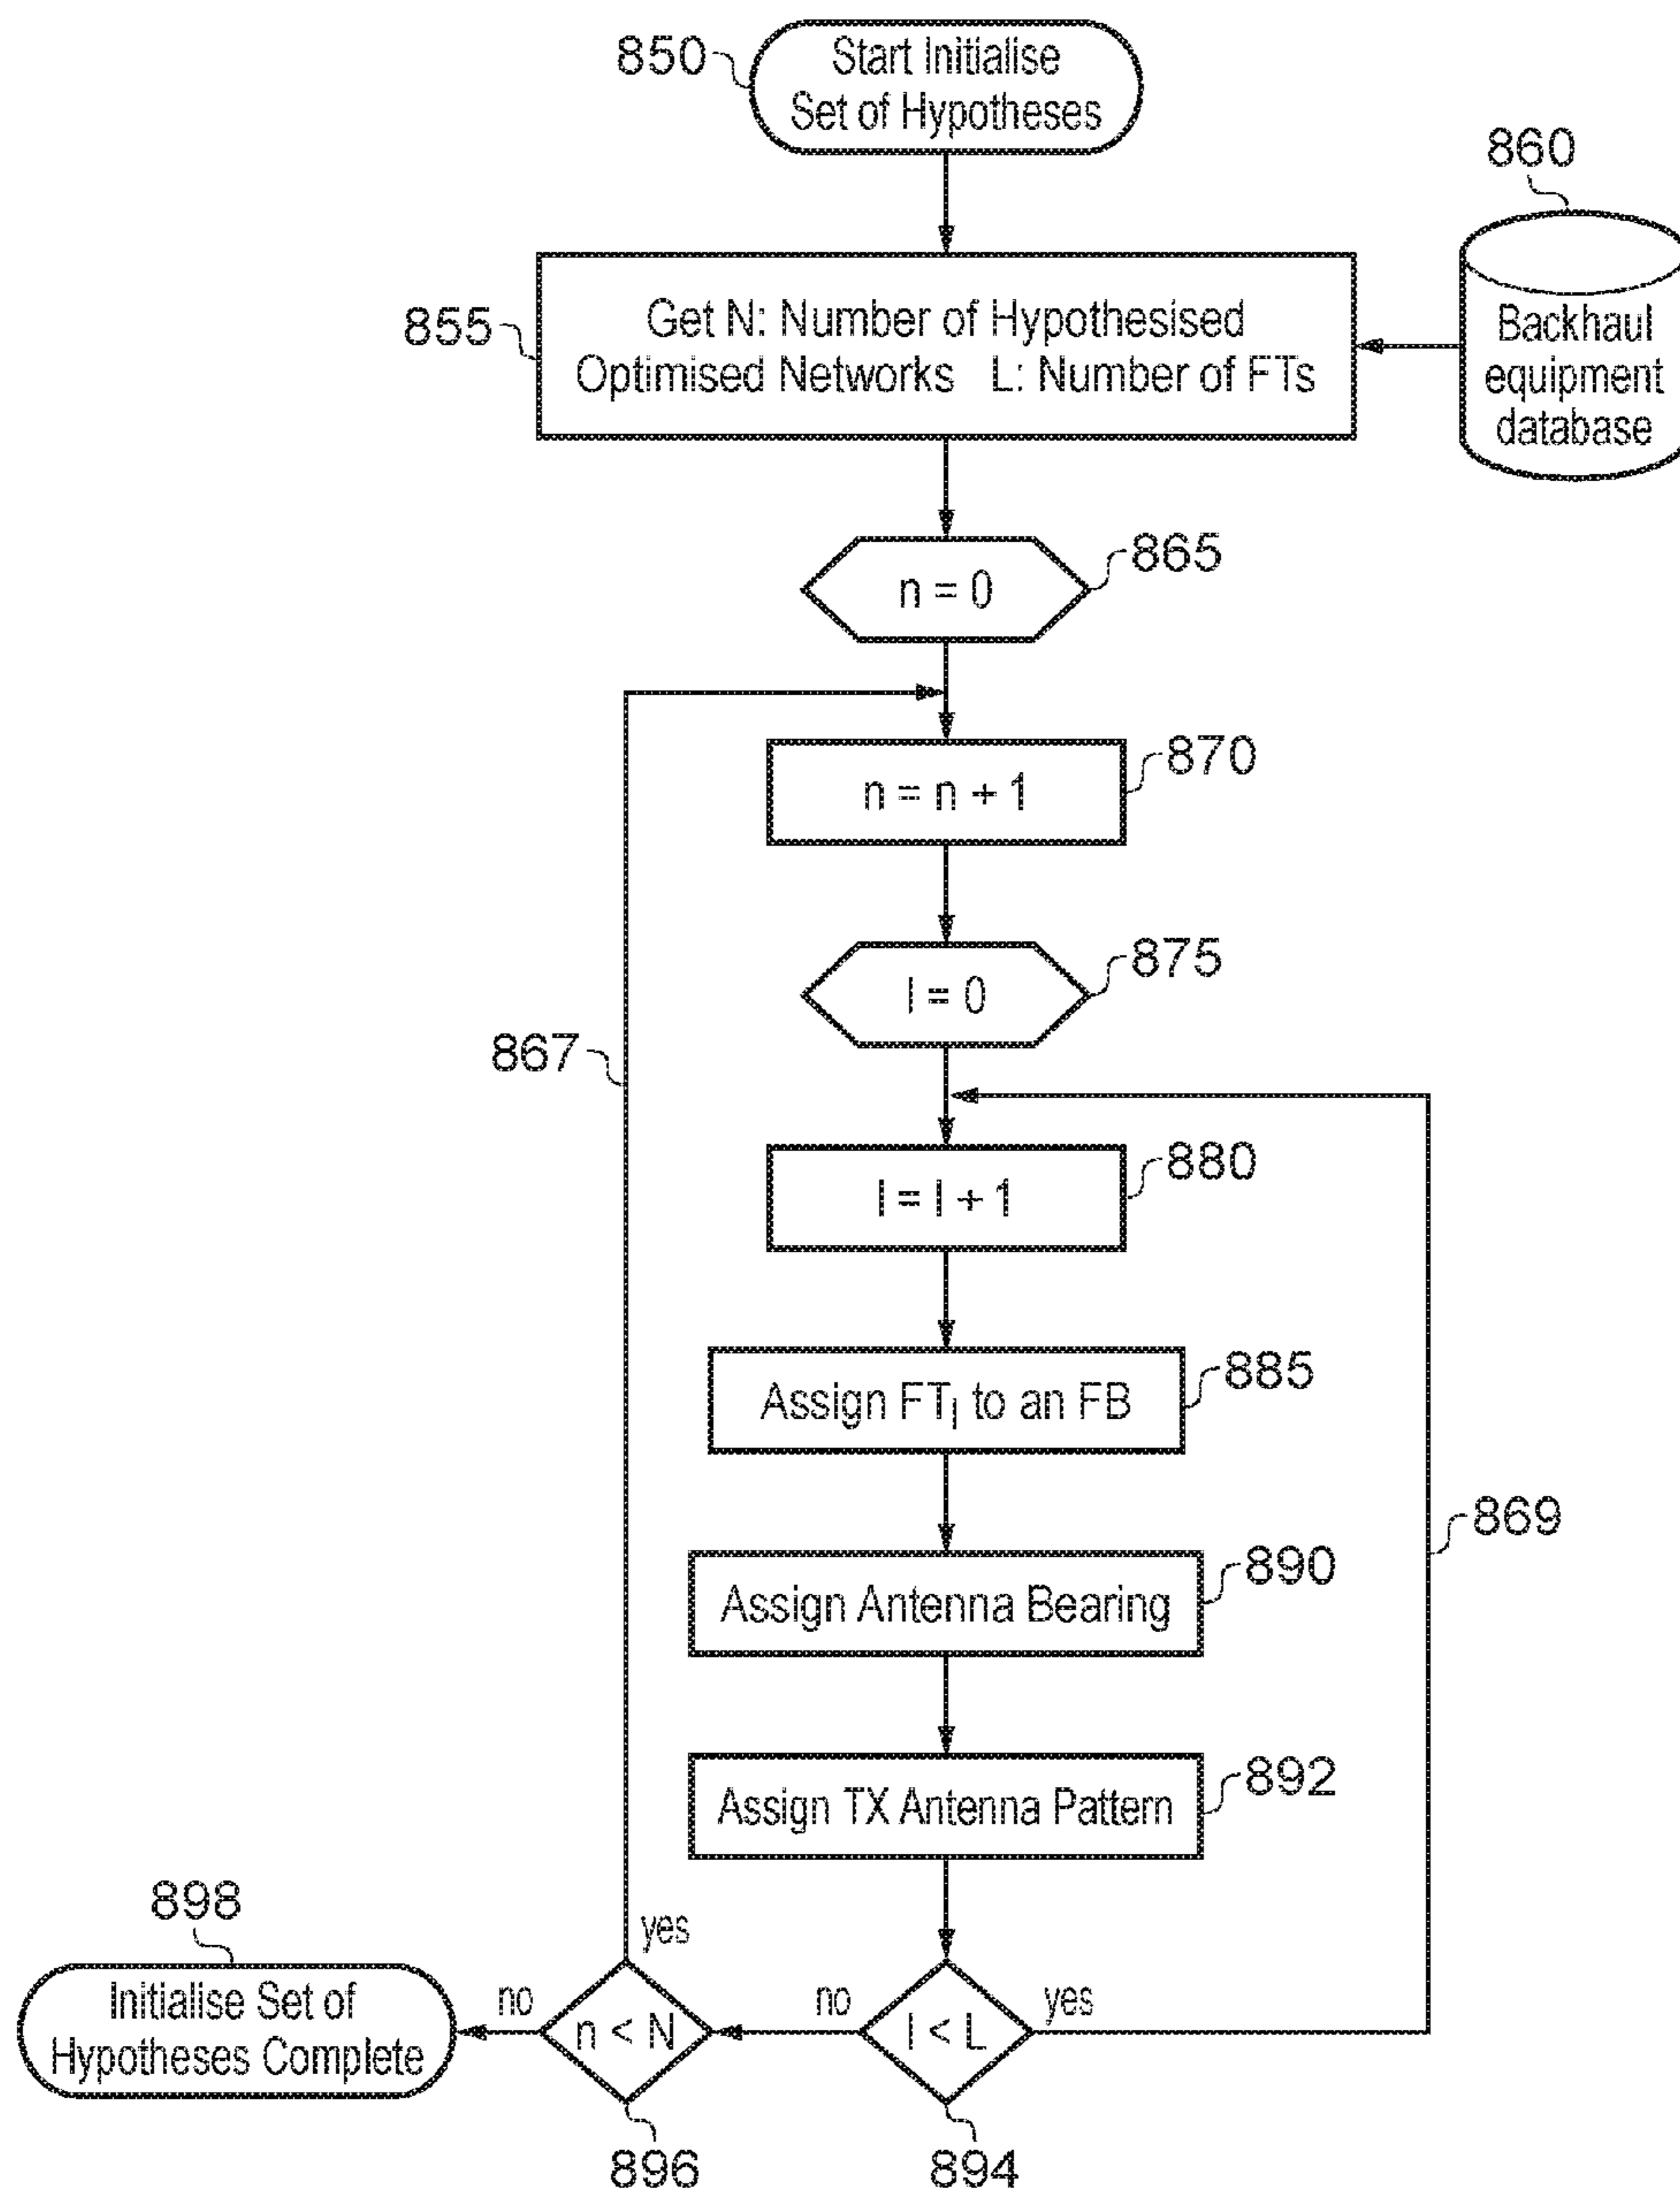 850
Start Initialise
Set of Hypotheses
860
Backhaul
equipment
database
855
Get N: Number of Hypothesised
Optimised Networks L: Number of FTs
n = 0
865
n = n + 1
870
l = 0
875
867
l = l + 1
880
Assign FTl to an FB
885
869
Assign Antenna Bearing
890
Assign TX Antenna Pattern
892
898
yes
Initialise Set of
Hypotheses Complete
no
n < N
no
l < L
yes
896
894